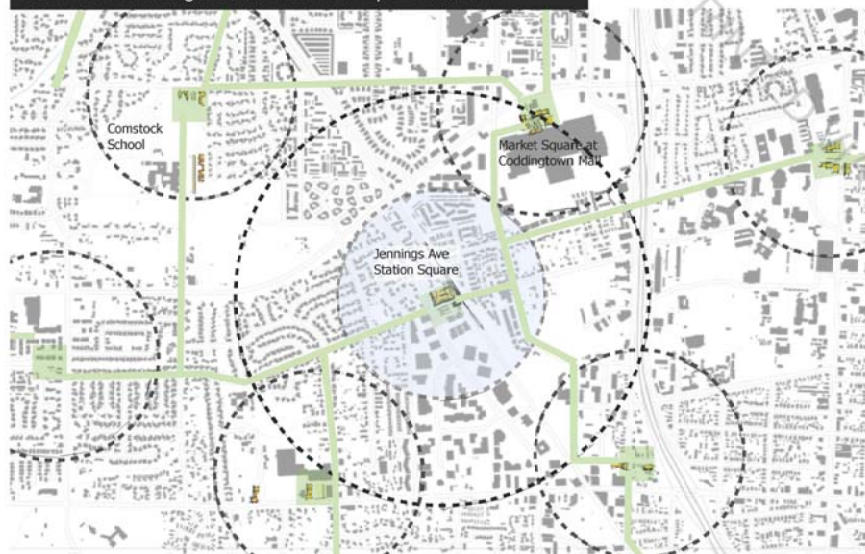 Comstock
School
Market Square at
Coddingtown Mall
Jennings Ave
Station Square